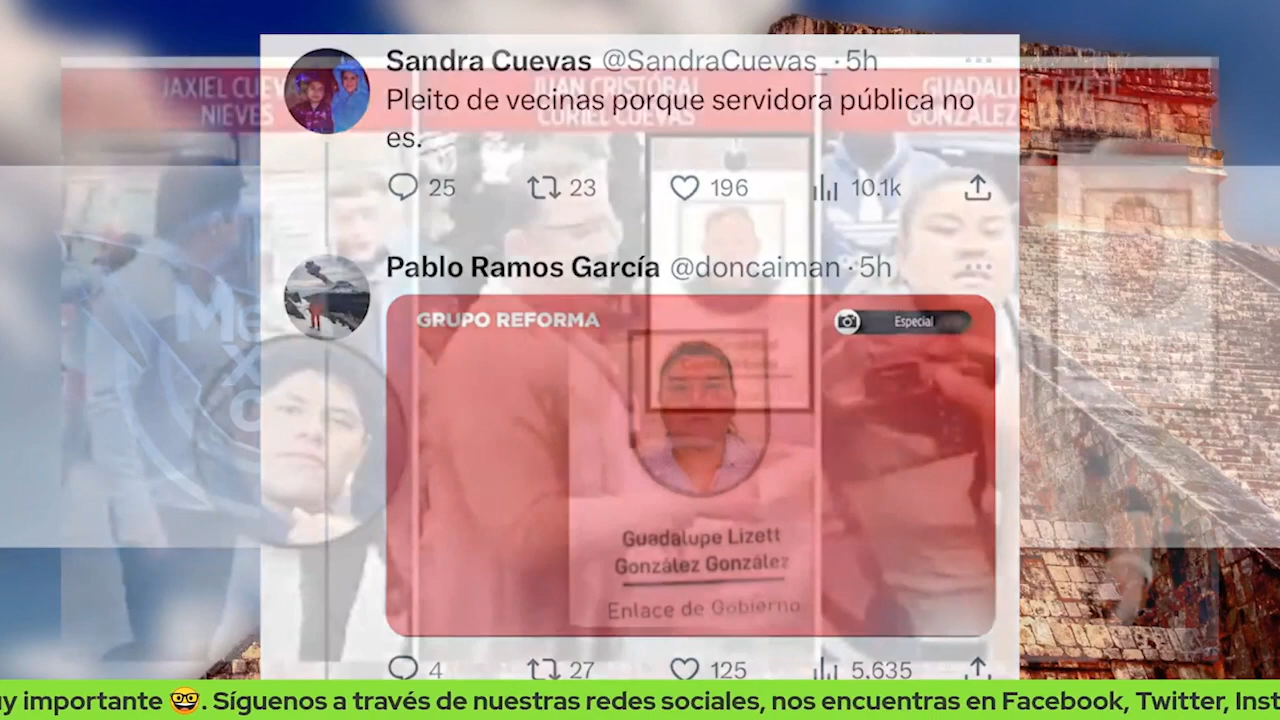 Sandra Cuevas @SandraCuevas_ · 5h
Pleito de vecinas porque servidora pública no
es.
25 23 196 10.1k
JAXIEL CUEVAS
NIEVES
JUAN CRISTÓBAL
CURIEL CUEVAS
GUADALUPE LIZETT
GONZÁLEZ
Pablo Ramos García @doncaiman · 5h
GRUPO REFORMA
Especial
Guadalupe Lizett
González González
Enlace de Gobierno
4 27 125 5,635
uy importante 🤓. Síguenos a través de nuestras redes sociales, nos encuentras en Facebook, Twitter, Inst